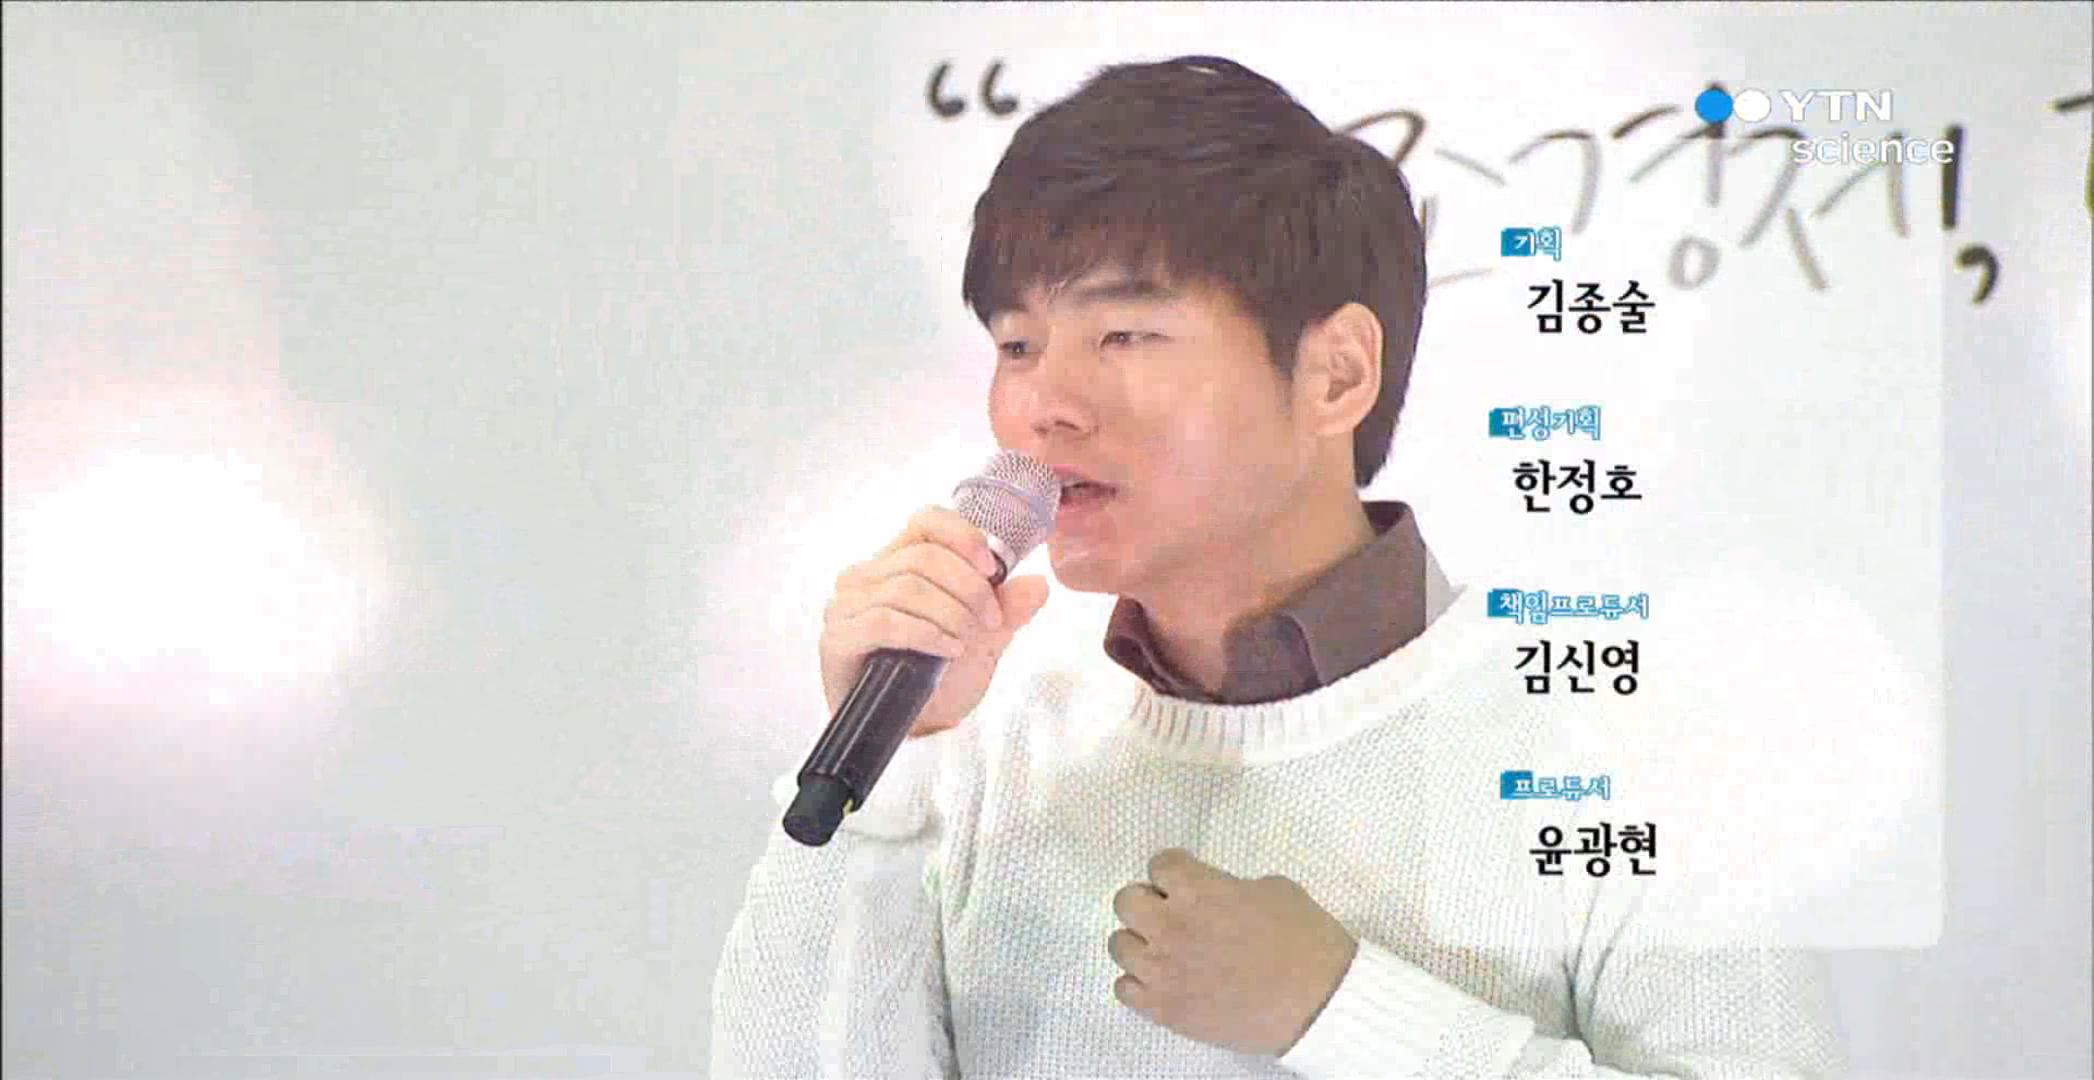 YTN
science
기획
김종술
편성기획
한정호
책임프로듀서
김신영
프로듀서
윤광현